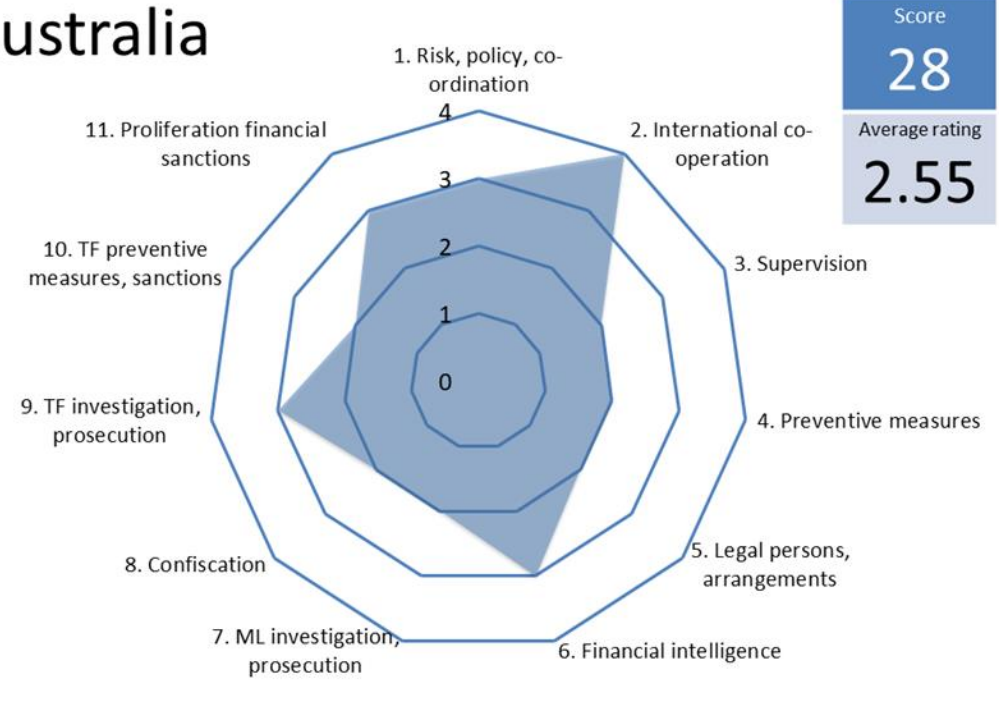 ustralia
Score
28
Average rating
2.55
1. Risk, policy, co-
ordination
2. International co-
operation
3. Supervision
4. Preventive measures
5. Legal persons,
arrangements
6. Financial intelligence
7. ML investigation,
prosecution
8. Confiscation
9. TF investigation,
prosecution
10. TF preventive
measures, sanctions
11. Proliferation financial
sanctions
4
3
2
1
0